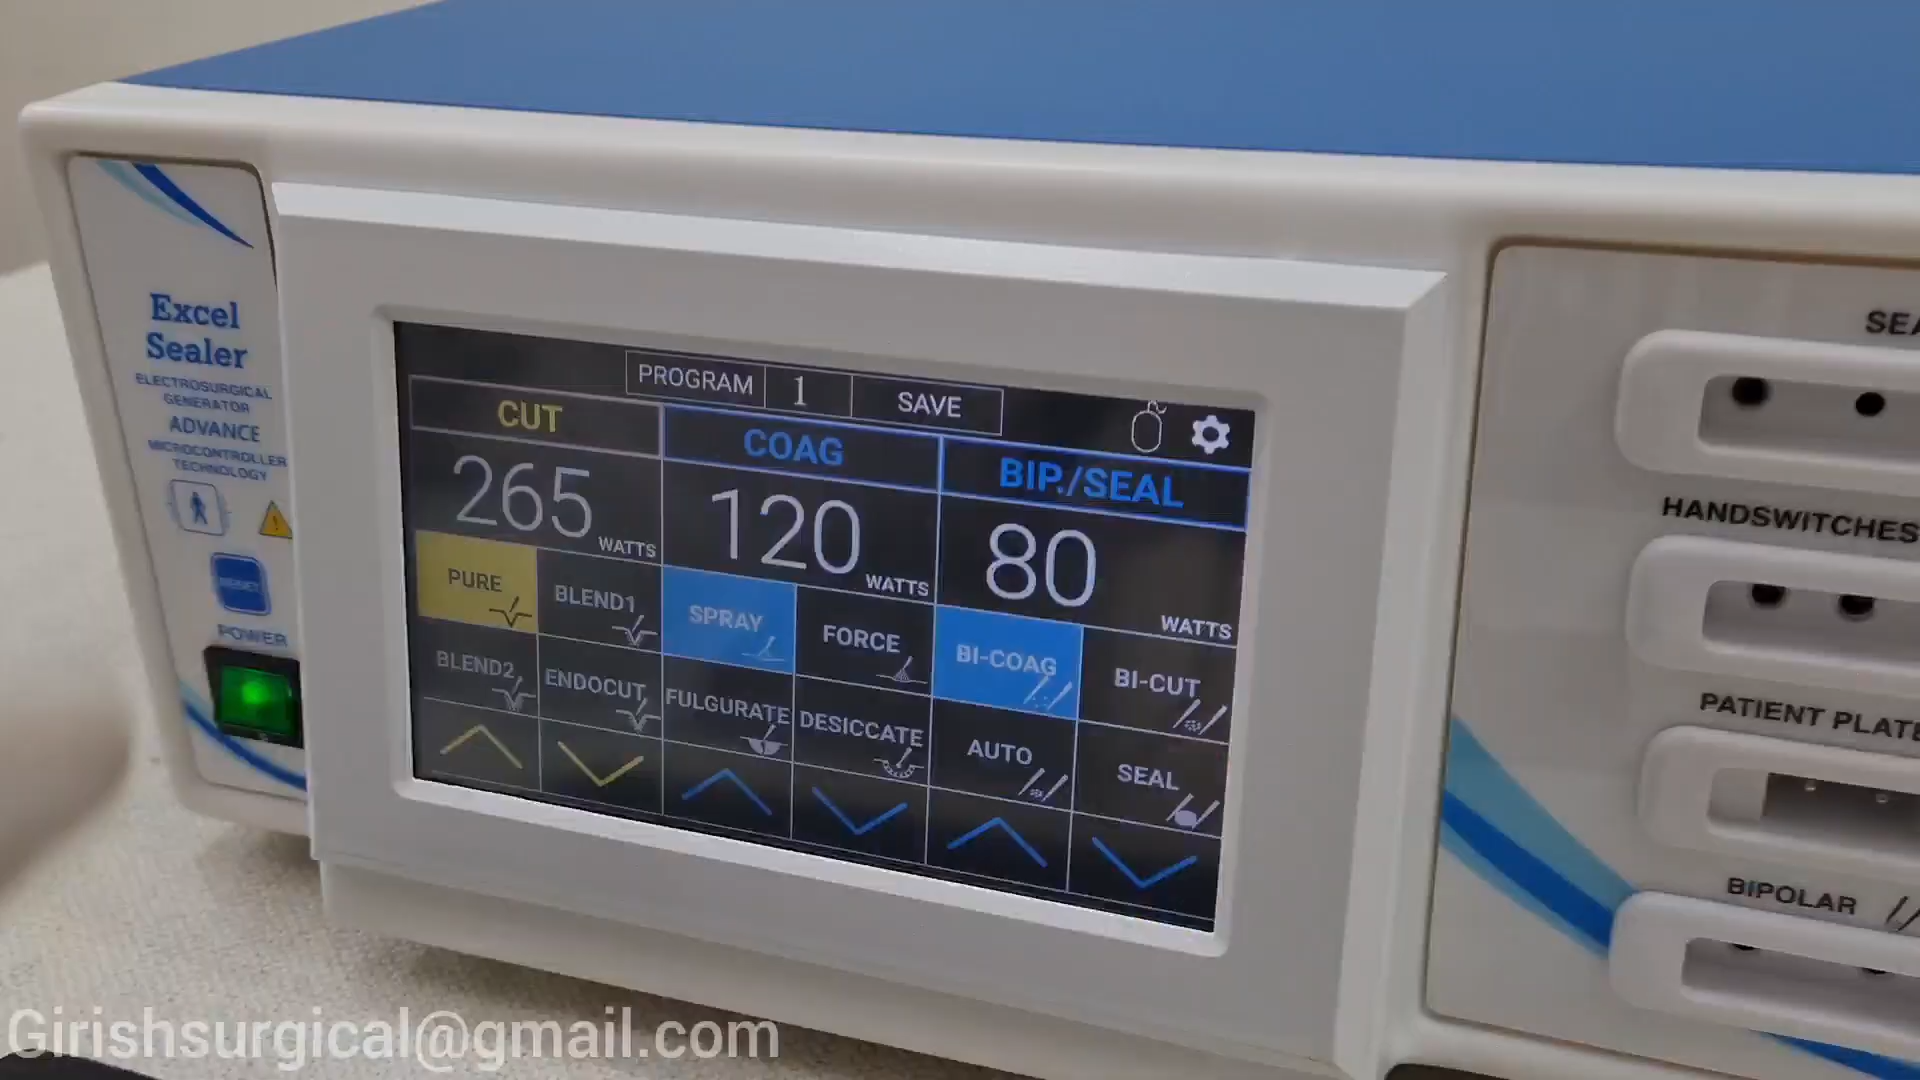 Excel
Sealer
ELECTROSURGICAL
GENERATOR
ADVANCE
MICROCONTROLLER
TECHNOLOGY
POWER
PROGRAM 1 SAVE
CUT COAG BIP./SEAL
265 WATTS 120 WATTS 80 WATTS
PURE BLEND1 SPRAY FORCE BI-COAG BI-CUT
BLEND2 ENDOCUT FULGURATE DESICCATE AUTO SEAL
HANDSWITCHES
PATIENT PLATE
BIPOLAR
Girishsurgical@gmail.com